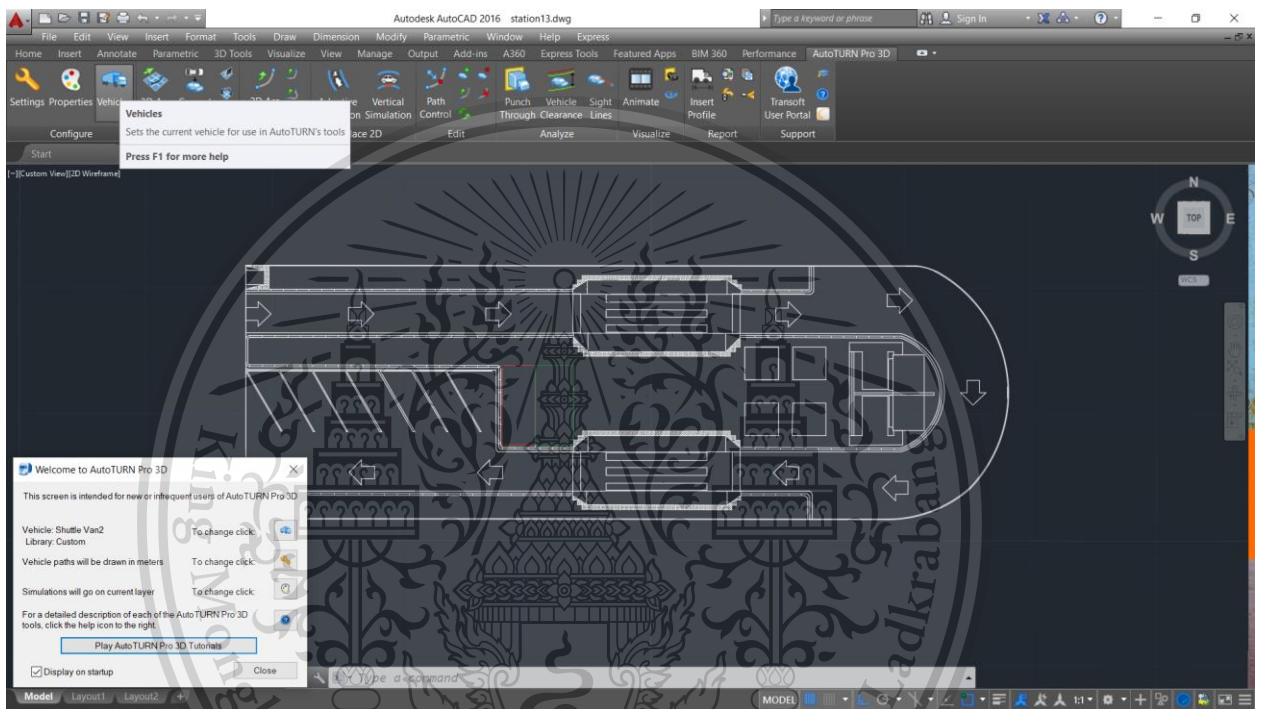 Autodesk AutoCAD 2016 station13.dwg
Type a keyword or phrase
Sign In
File Edit View Insert Format Tools Draw Dimension Modify Parametric Window Help Express
Home Insert Annotate Parametric 3D Tools Visualize View Manage Output Add-ins A360 Express Tools Featured Apps BIM 360 Performance AutoTURN Pro 3D
Settings Properties Vehicles
Vertical Simulation
Path Control
Punch Through
Vehicle Clearance
Sight Lines
Animate
Insert Profile
Transoft User Portal
Configure
Edit
Analyze
Visualize
Report
Support
Vehicles
Sets the current vehicle for use in AutoTURN's tools
Press F1 for more help
Start
[-][Custom View][2D Wireframe]
N
W TOP E
S
WCS
Welcome to AutoTURN Pro 3D
This screen is intended for new or infrequent users of AutoTURN Pro 3D
Vehicle: Shuttle Van2
Library: Custom
To change click:
Vehicle paths will be drawn in meters
To change click:
Simulations will go on current layer
To change click:
For a detailed description of each of the AutoTURN Pro 3D
tools, click the help icon to the right.
Play AutoTURN Pro 3D Tutorials
Display on startup
Close
Type a command
Model Layout1 Layout2 +
MODEL
1:1
King Mong
adkrabang